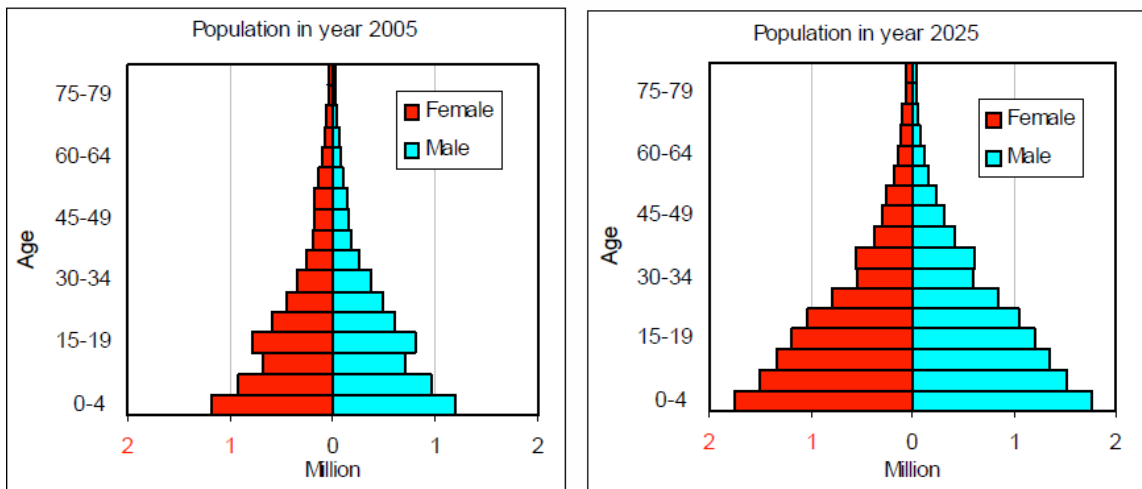 Population in year 2005
75-79
60-64
45-49
30-34
15-19
0-4
Age
Female
Male
2 1 0 1 2
Million
Population in year 2025
75-79
60-64
45-49
30-34
15-19
0-4
Age
Female
Male
2 1 0 1 2
Million